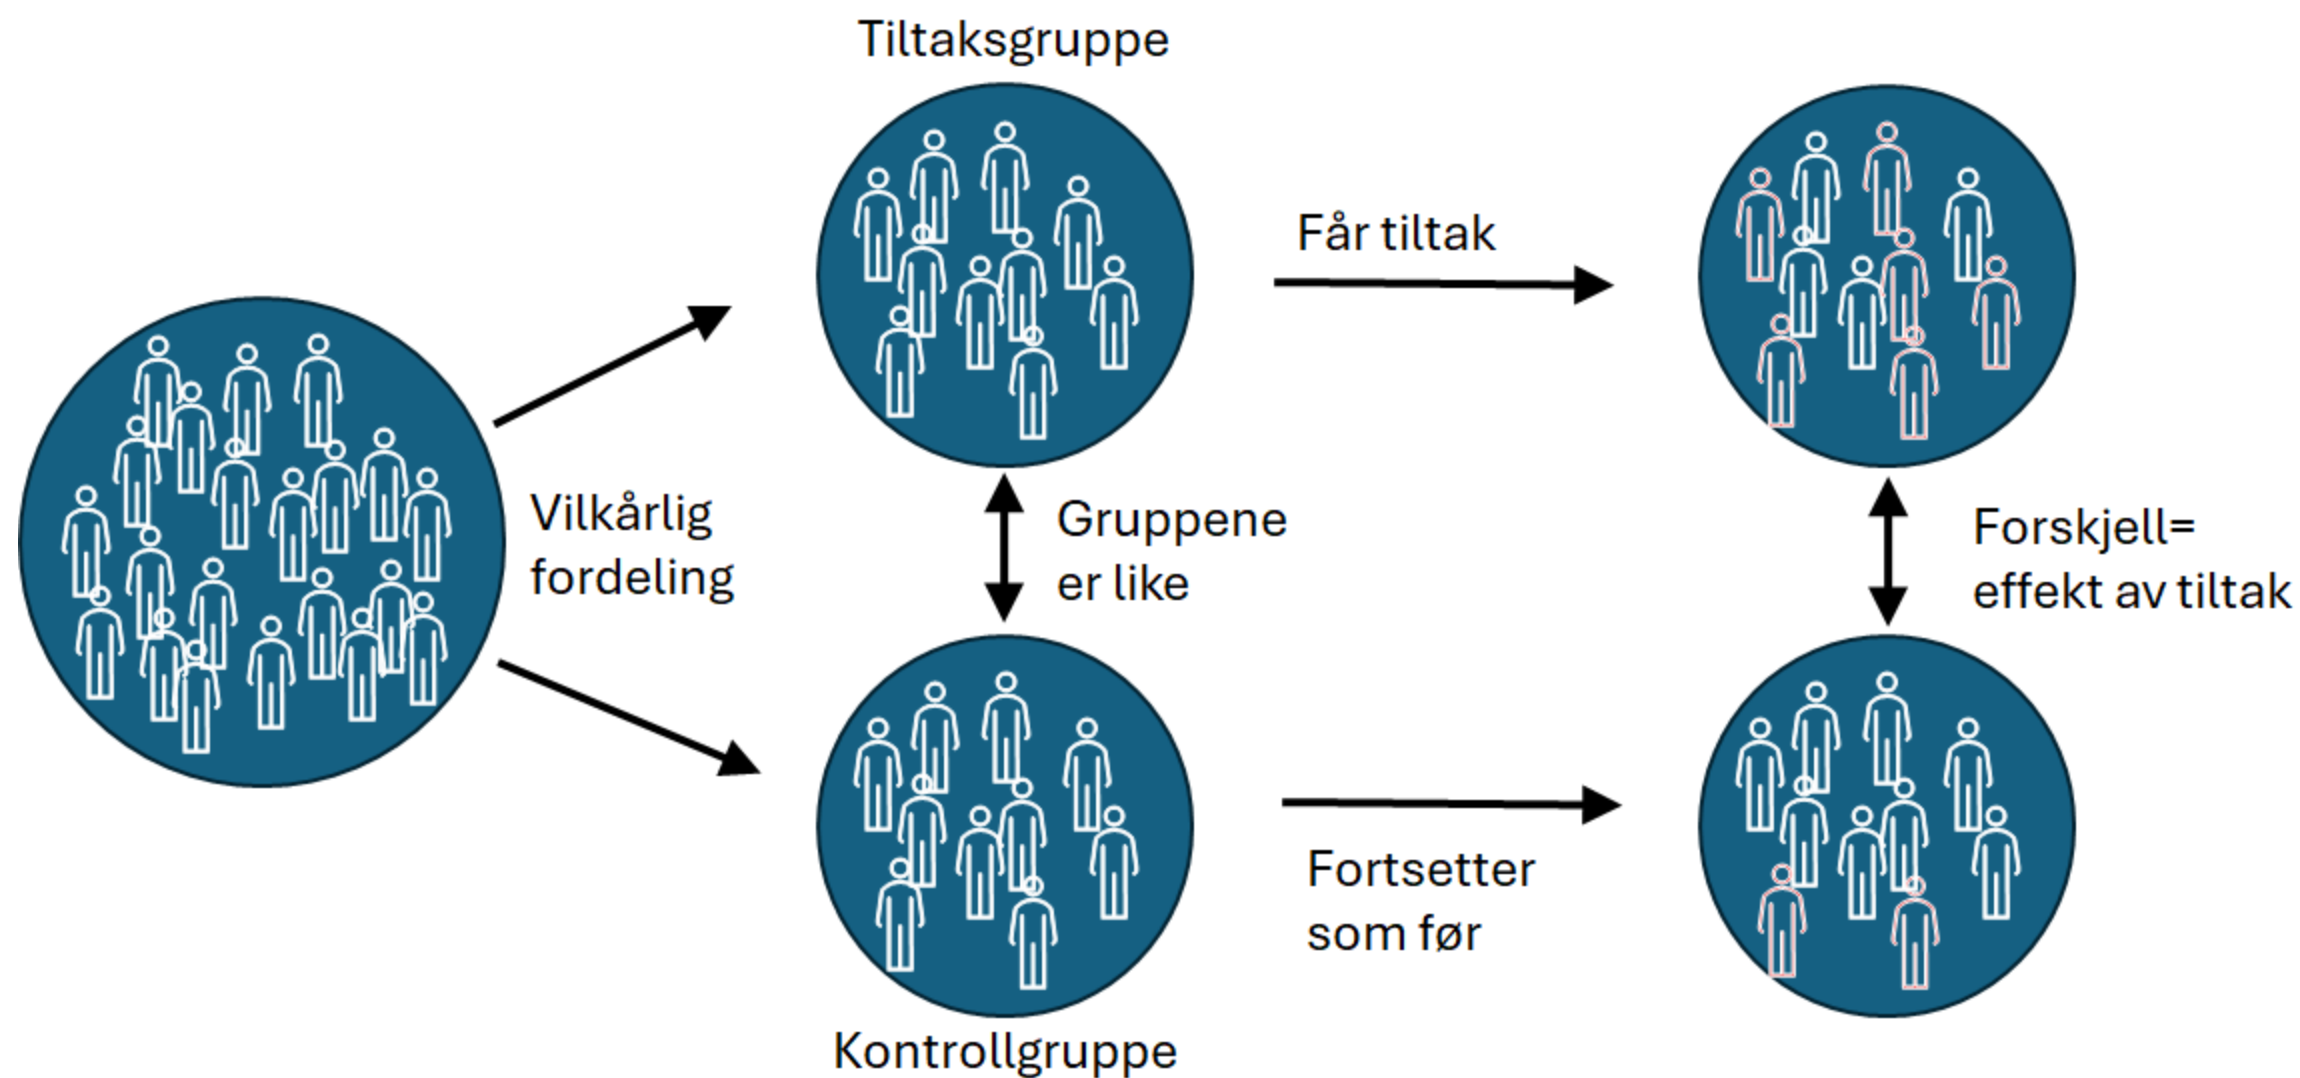 Tiltaksgruppe
Får tiltak
Vilkårlig
fordeling
Gruppene
er like
Forskjell=
effekt av tiltak
Fortsetter
som før
Kontrollgruppe